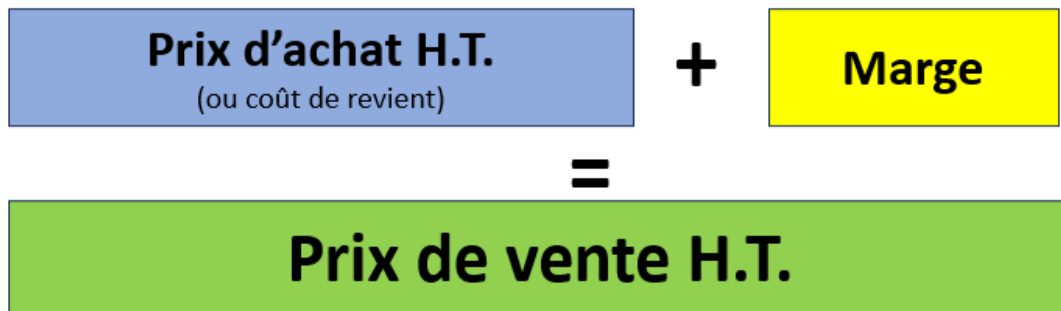 Prix d’achat H.T.
(ou coût de revient)
+
Marge
=
Prix de vente H.T.